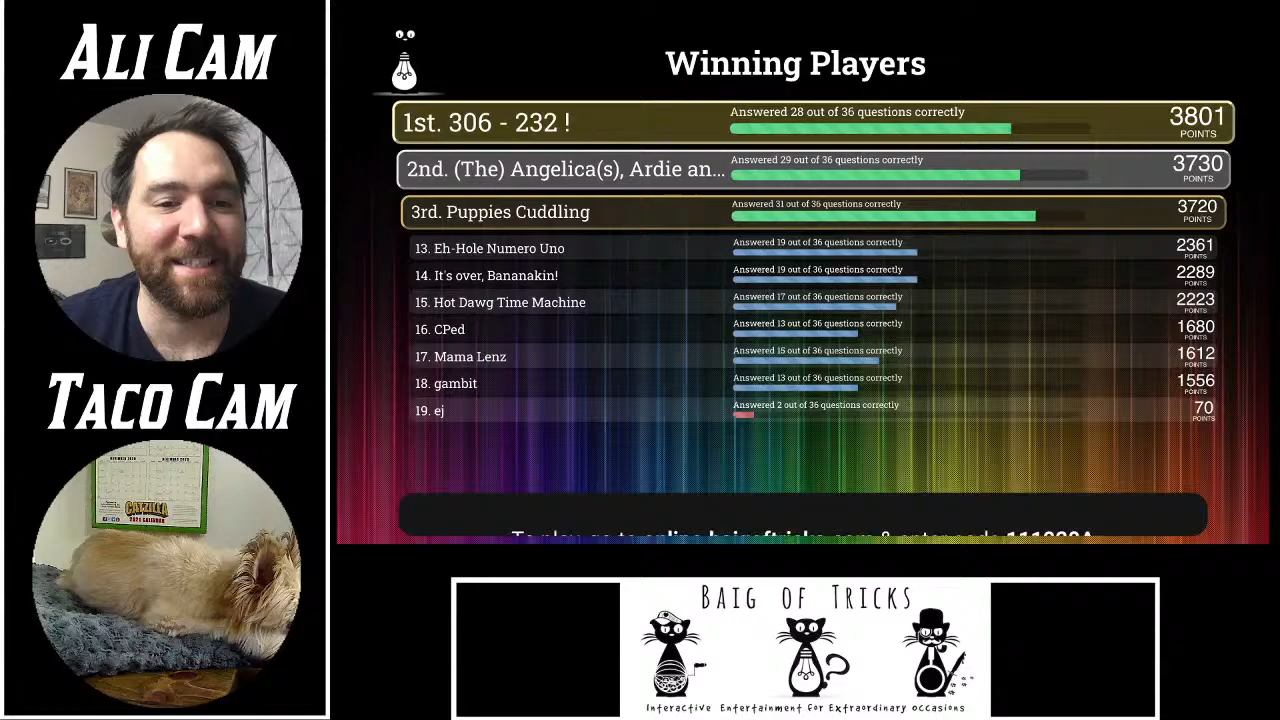 ALI CAM
TACO CAM
CATZILLA
2021 CALENDAR
Winning Players
1st. 306 - 232 !
Answered 28 out of 36 questions correctly
3801
POINTS
2nd. (The) Angelica(s), Ardie an...
Answered 29 out of 36 questions correctly
3730
POINTS
3rd. Puppies Cuddling
Answered 31 out of 36 questions correctly
3720
POINTS
13. Eh-Hole Numero Uno
Answered 19 out of 36 questions correctly
2361
POINTS
14. It's over, Bananakin!
Answered 19 out of 36 questions correctly
2289
POINTS
15. Hot Dawg Time Machine
Answered 17 out of 36 questions correctly
2223
POINTS
16. CPed
Answered 13 out of 36 questions correctly
1680
POINTS
17. Mama Lenz
Answered 15 out of 36 questions correctly
1612
POINTS
18. gambit
Answered 13 out of 36 questions correctly
1556
POINTS
19. ej
Answered 2 out of 36 questions correctly
70
POINTS
To play go to
BAIG OF TRICKS
Interactive Entertainment for Extraordinary Occasions